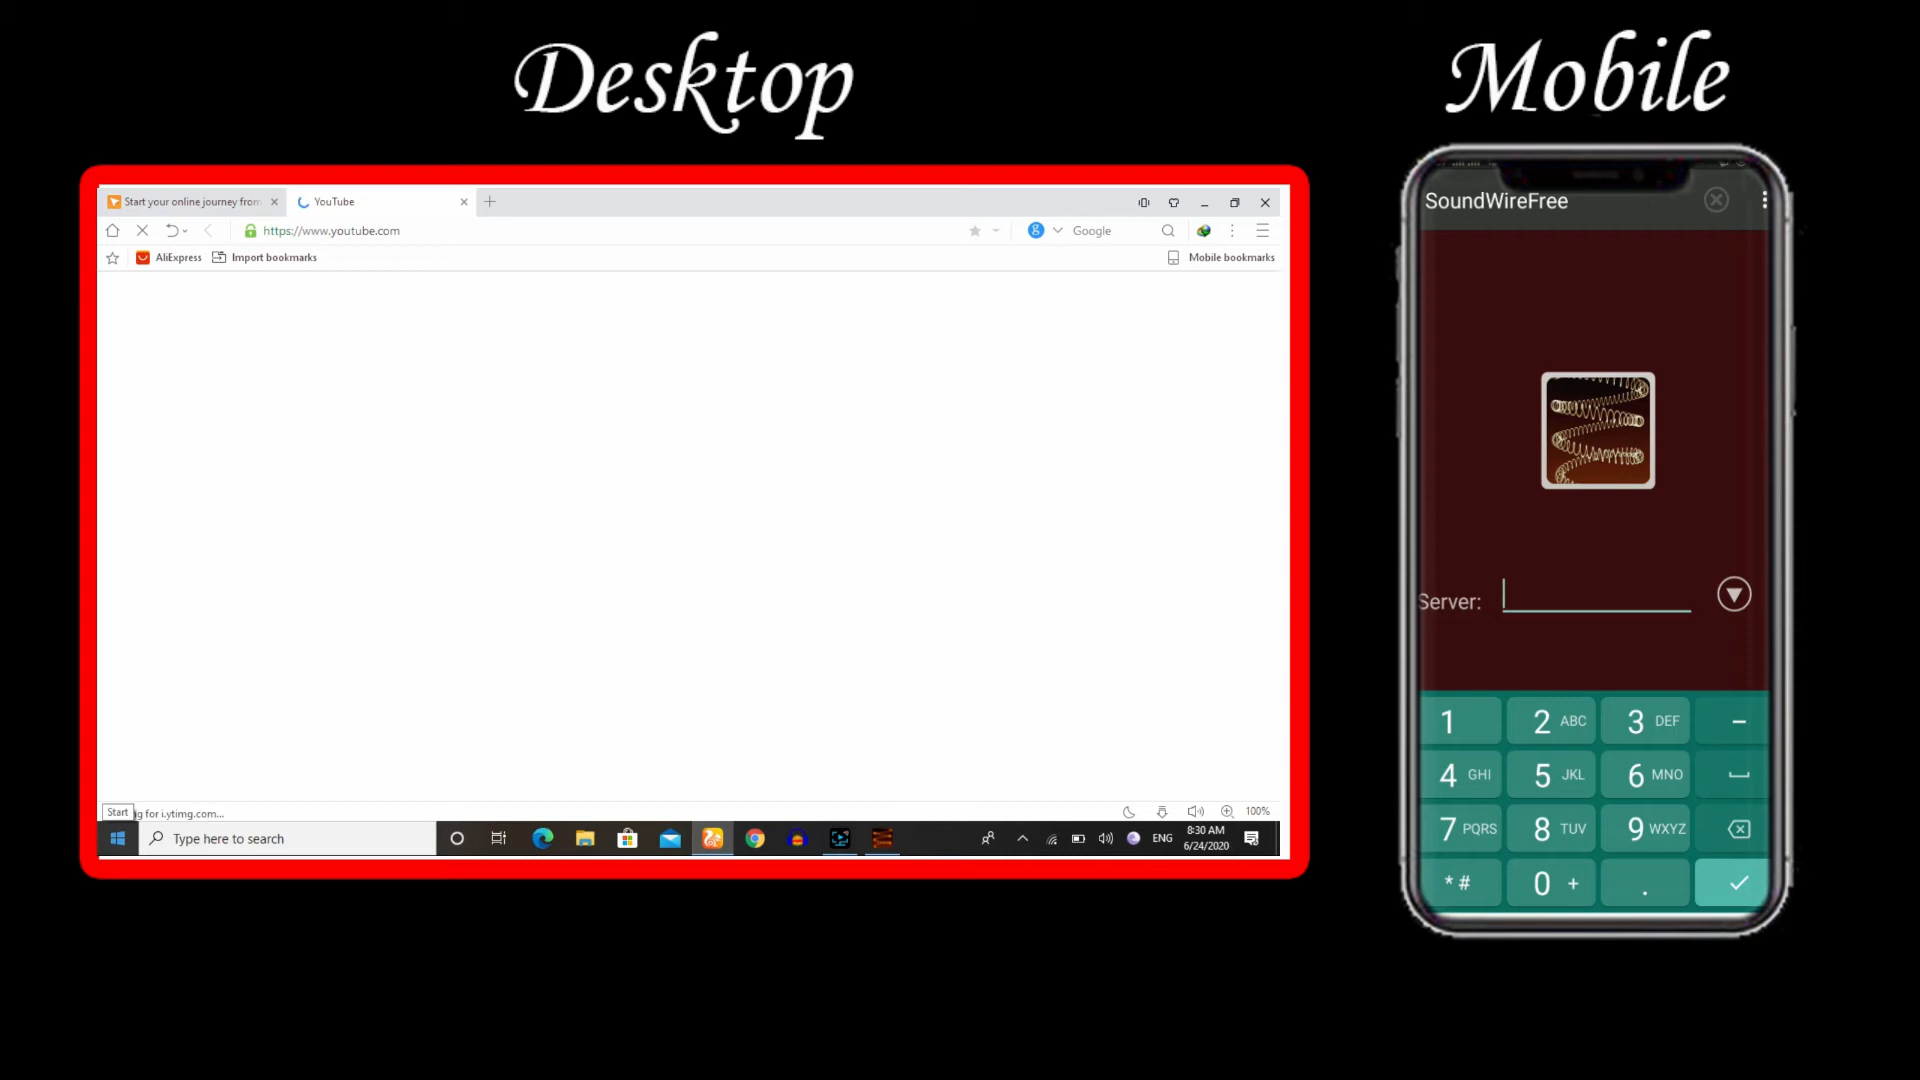 Desktop
Mobile
Start your online journey from
YouTube
https://www.youtube.com
Google
AliExpress
Import bookmarks
Mobile bookmarks
Start
g for i.ytimg.com...
100%
Type here to search
ENG
8:30 AM
6/24/2020
SoundWireFree
Server:
1
2 ABC
3 DEF
-
4 GHI
5 JKL
6 MNO
7 PQRS
8 TUV
9 WXYZ
* #
0 +
.